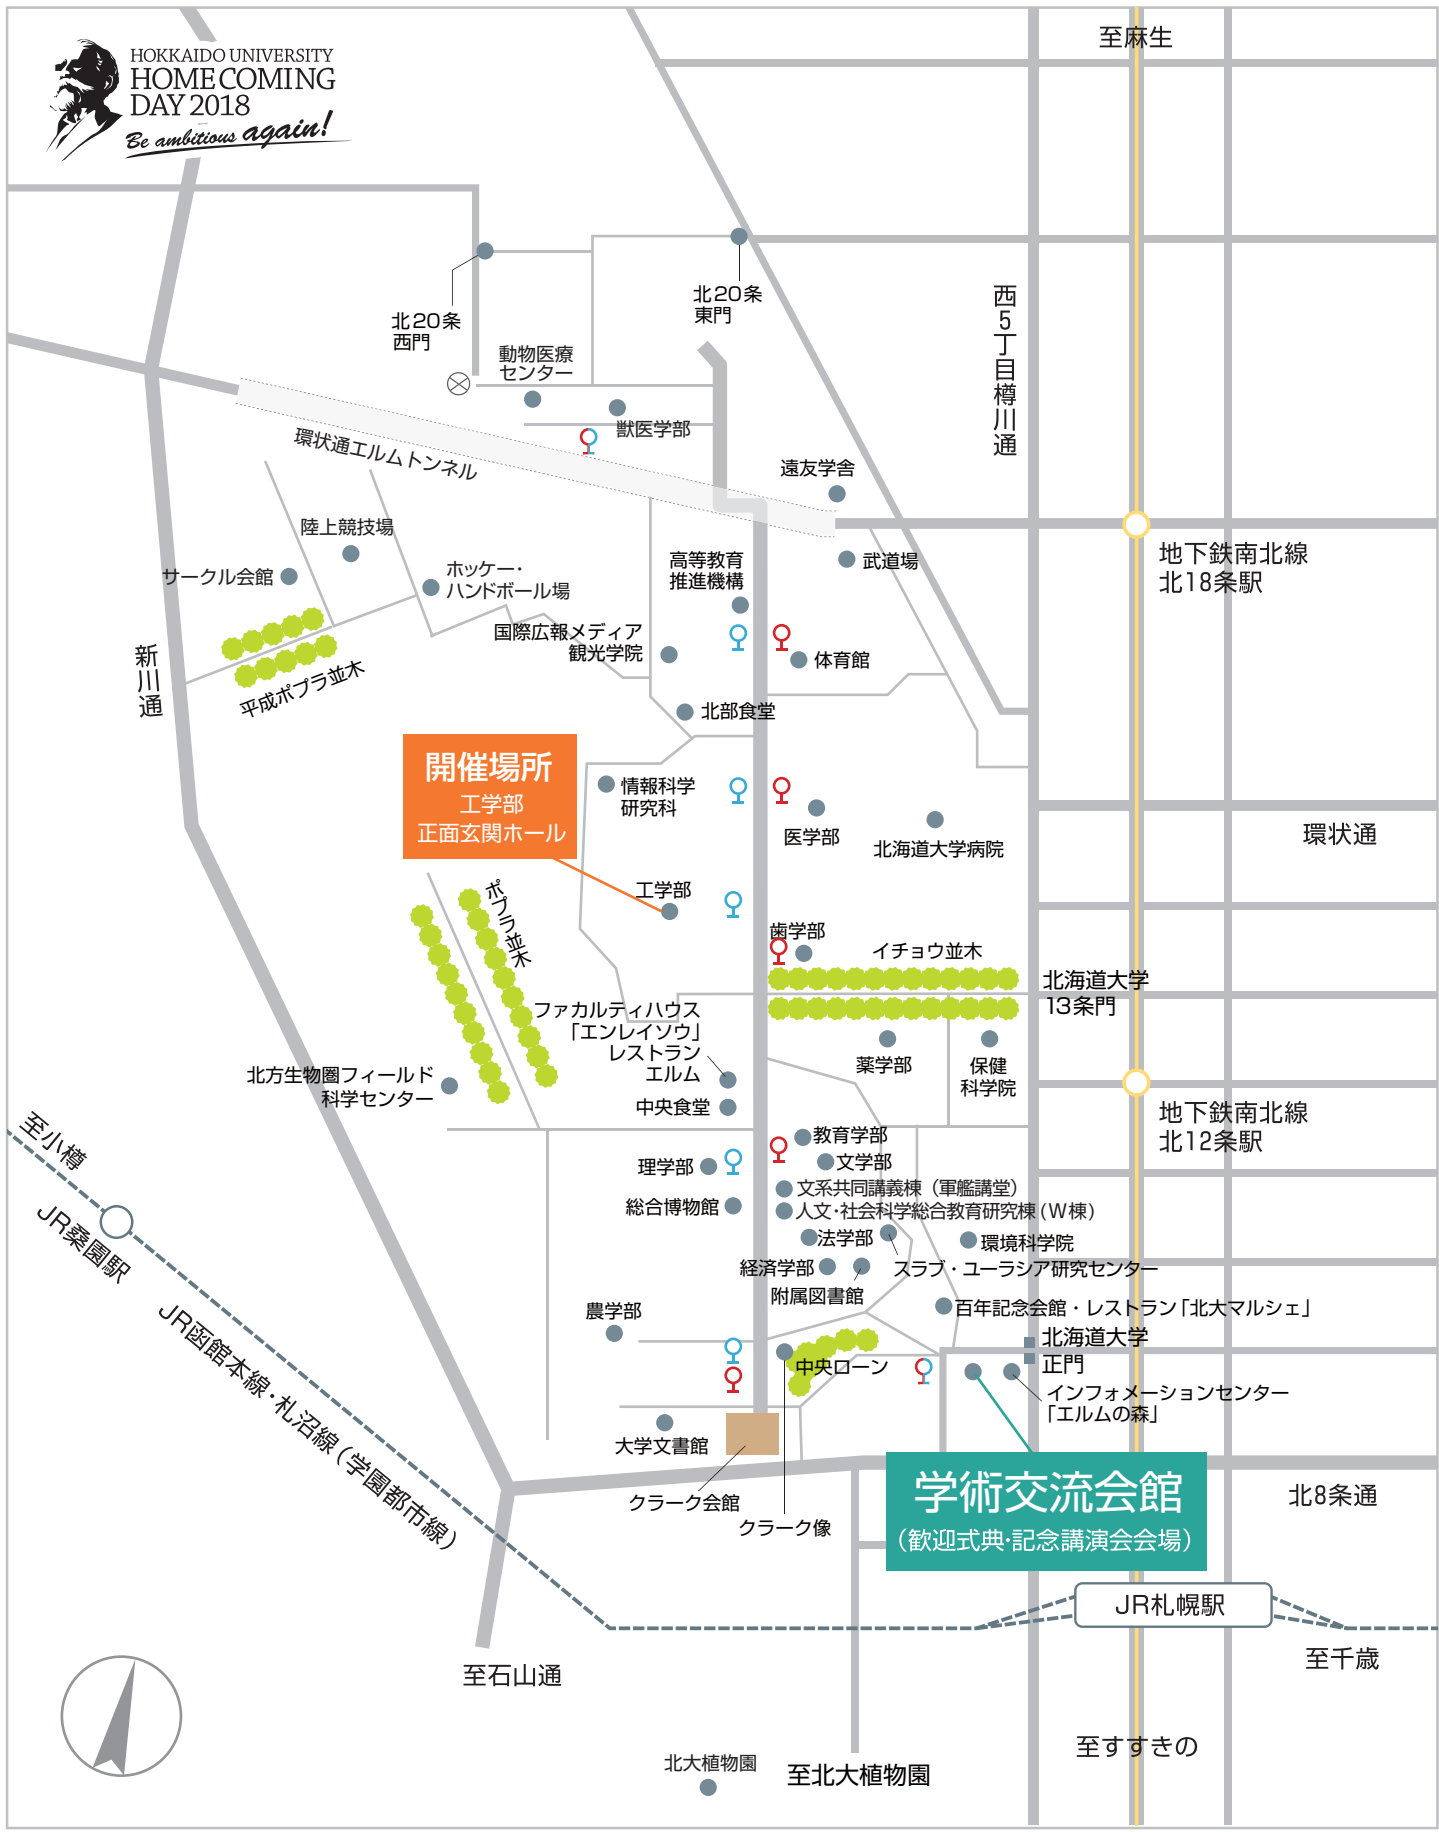 HOKKAIDO UNIVERSITY
HOME COMING
DAY 2018
Be ambitious again!
至麻生
北20条
西門
北20条
東門
西5丁目樽川通
動物医療
センター
獣医学部
環状通エルムトンネル
遠友学舎
陸上競技場
サークル会館
ホッケー・
ハンドボール場
高等教育
推進機構
武道場
地下鉄南北線
北18条駅
国際広報メディア
観光学院
体育館
新川通
平成ポプラ並木
北部食堂
開催場所
工学部
正面玄関ホール
情報科学
研究科
医学部
北海道大学病院
環状通
工学部
ポプラ並木
歯学部
イチョウ並木
北海道大学
13条門
ファカルティハウス
「エンレイソウ」
レストラン
エルム
薬学部
保健
科学院
北方生物圏フィールド
科学センター
中央食堂
地下鉄南北線
北12条駅
至小樽
教育学部
理学部
文学部
文系共同講義棟（軍艦講堂）
総合博物館
人文・社会科学総合教育研究棟(W棟)
JR桑園駅
法学部
環境科学院
経済学部
スラブ・ユーラシア研究センター
附属図書館
農学部
百年記念会館・レストラン「北大マルシェ」
JR函館本線・札沼線（学園都市線）
北海道大学
正門
中央ローン
インフォメーションセンター
「エルムの森」
大学文書館
クラーク会館
クラーク像
学術交流会館
（歓迎式典・記念講演会会場）
北8条通
JR札幌駅
至石山通
至千歳
至すすきの
北大植物園
至北大植物園